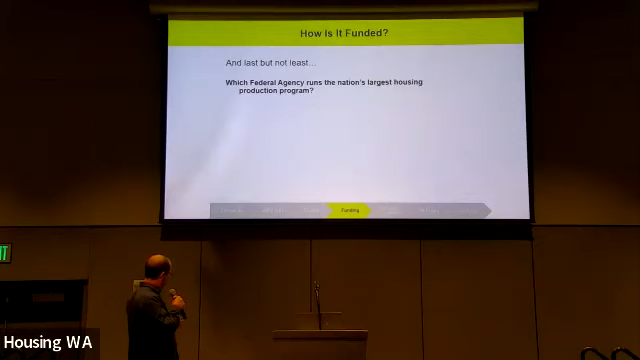 How Is It Funded?
And last but not least...
Which Federal Agency runs the nation's largest housing
production program?
Funding
IT
Housing WA